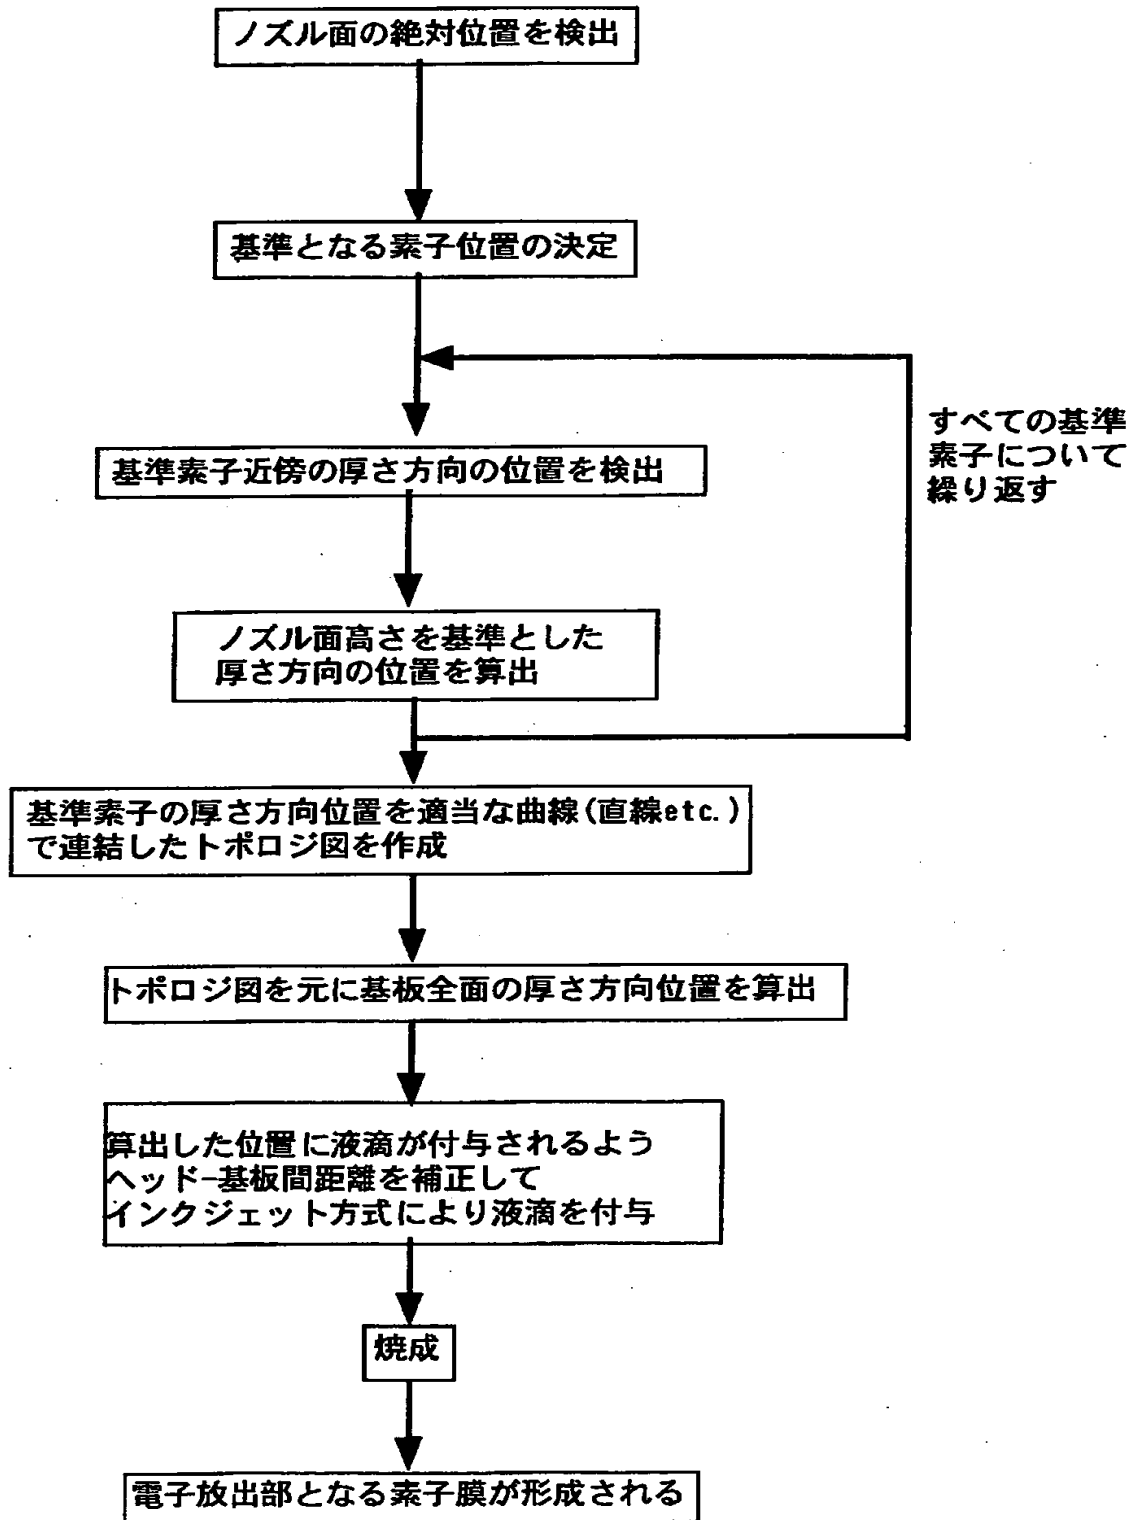 ノズル面の絶対位置を検出
基準となる素子位置の決定
すべての基準
素子について
繰り返す
基準素子近傍の厚さ方向の位置を検出
ノズル面高さを基準とした
厚さ方向の位置を算出
基準素子の厚さ方向位置を適当な曲線(直線etc.)
で連結したトポロジ図を作成
トポロジ図を元に基板全面の厚さ方向位置を算出
算出した位置に液滴が付与されるよう
ヘッド-基板間距離を補正して
インクジェット方式により液滴を付与
焼成
電子放出部となる素子膜が形成される